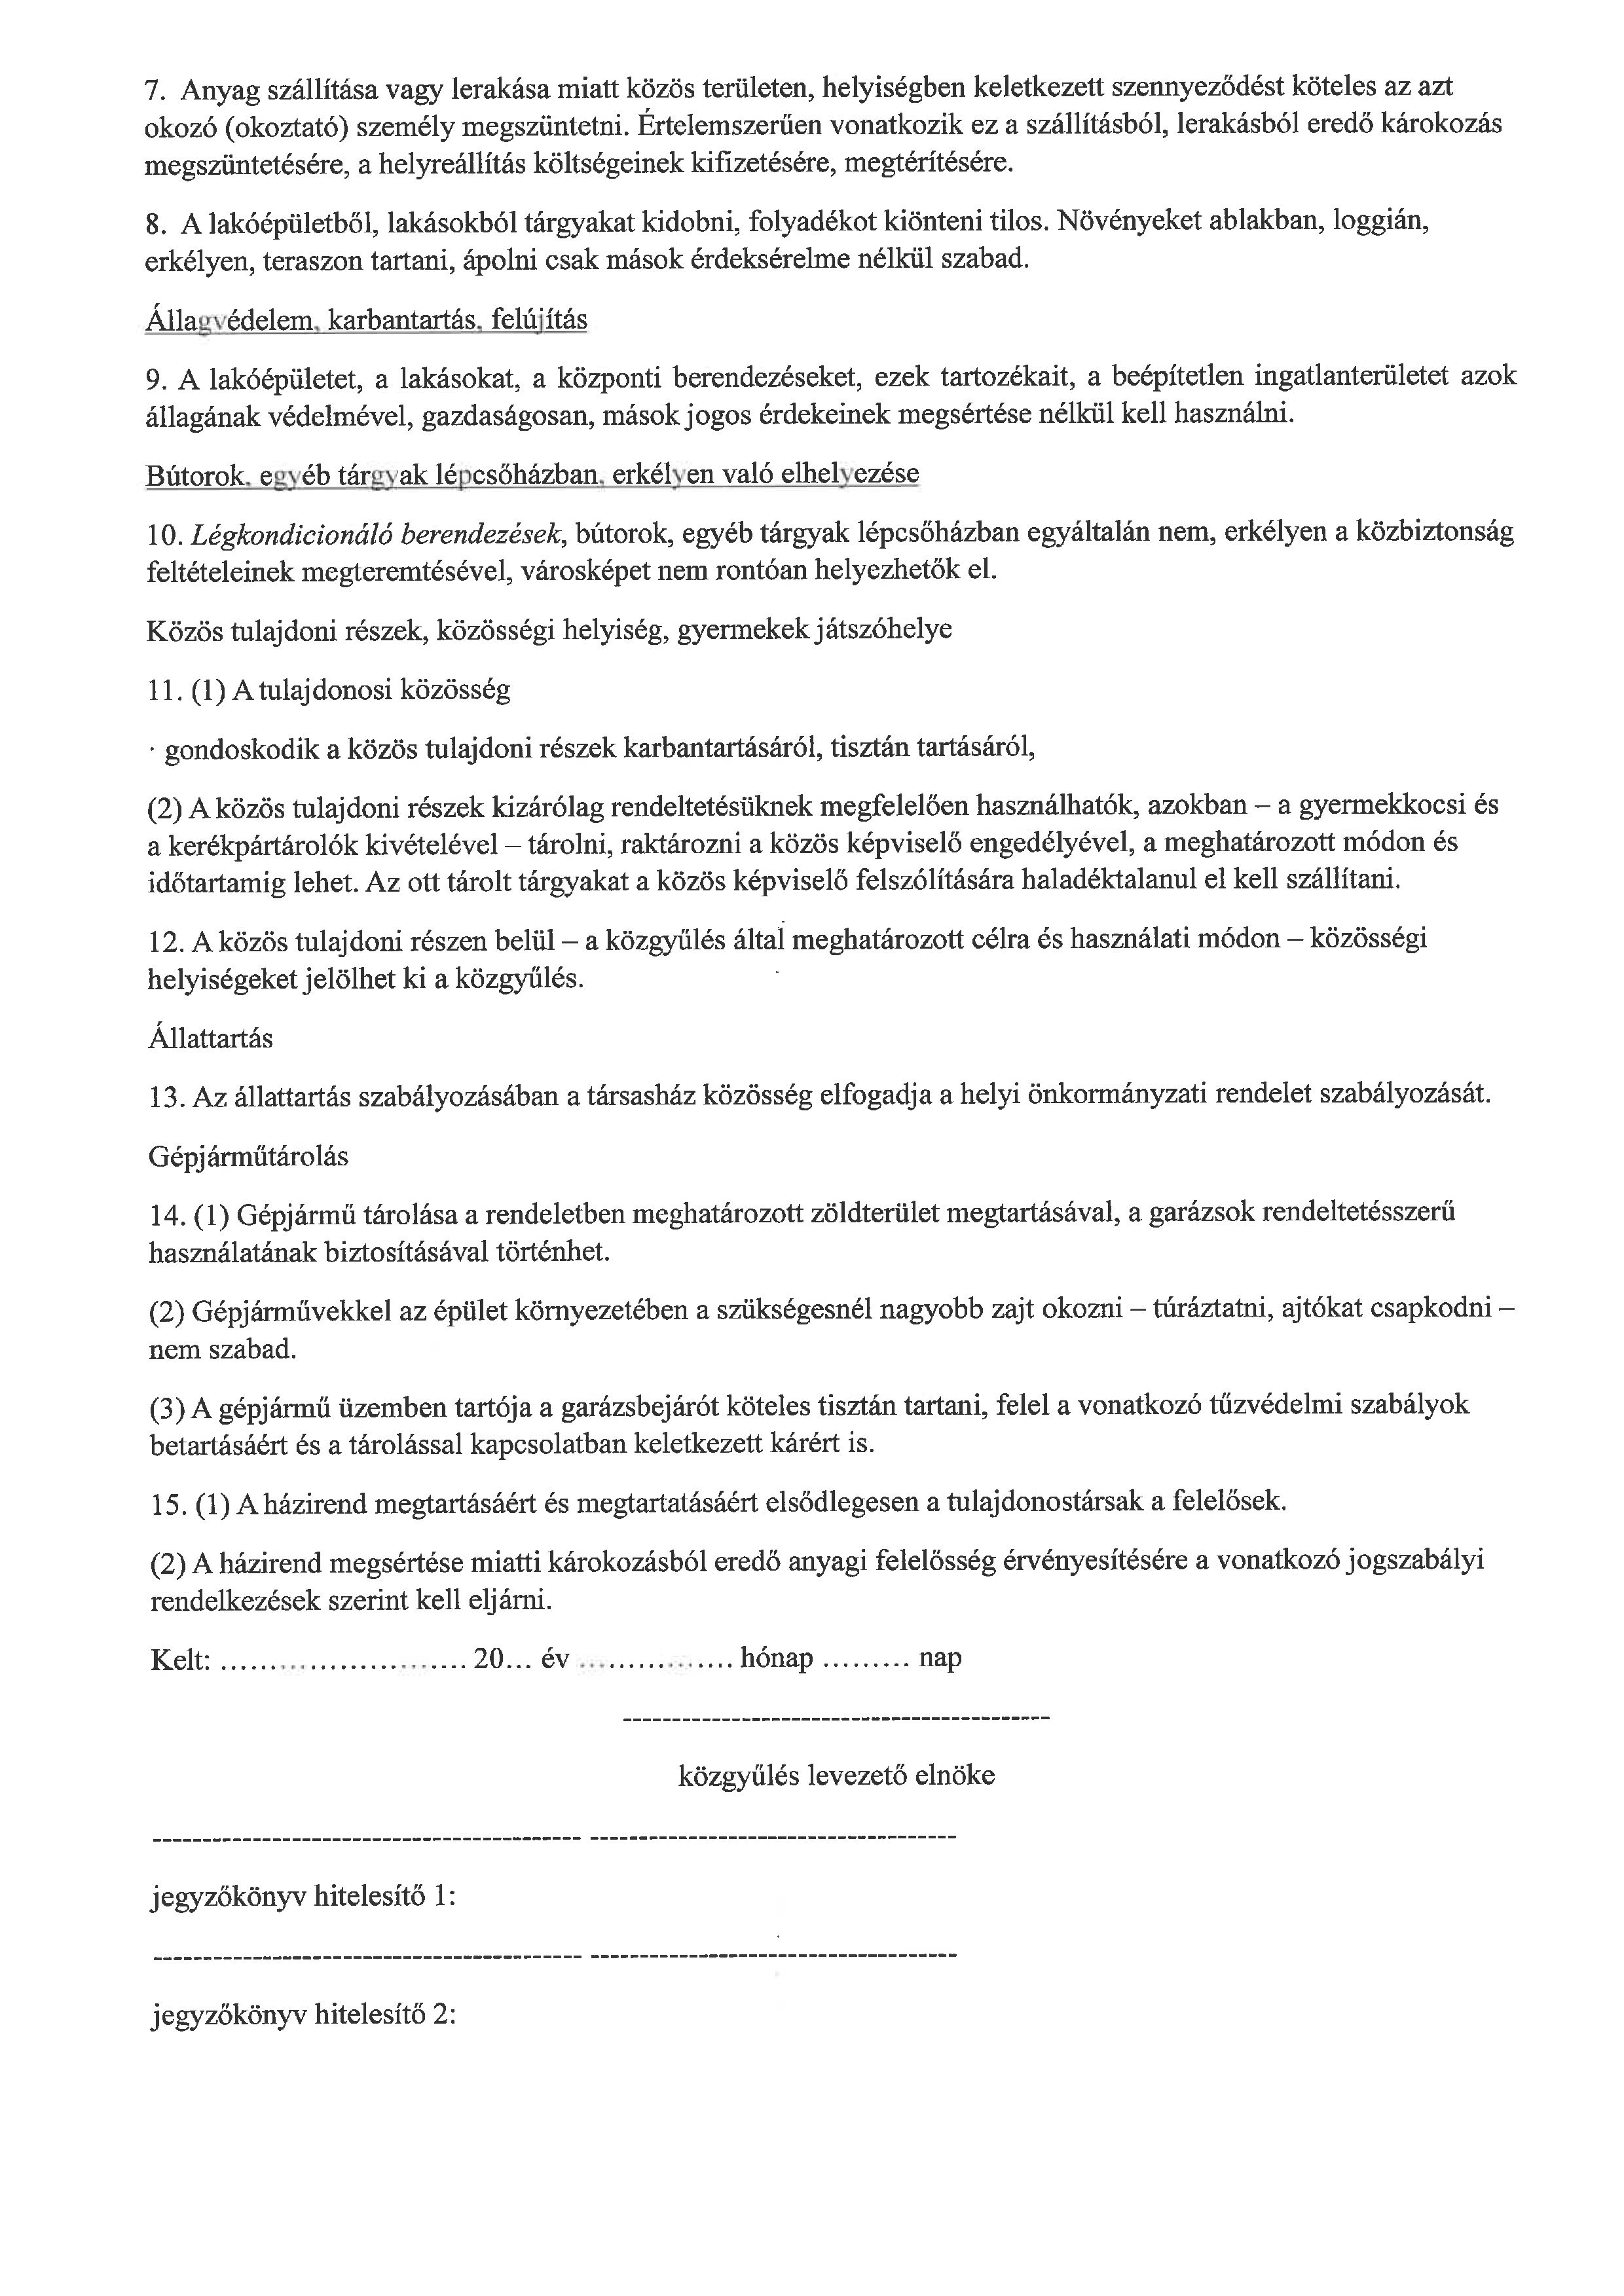 7. Anyag szállítása vagy lerakása miatt közös területen, helyiségben keletkezett szennyeződést köteles az azt
okozó (okoztató) személy megszüntetni. Értelemszerűen vonatkozik ez a szállításból, lerakásból eredő károkozás
megszüntetésére, a helyreállítás költségeinek kifizetésére, megtérítésére.
8. A lakóépületből, lakásokból tárgyakat kidobni, folyadékot kiönteni tilos. Növényeket ablakban, loggián,
erkélyen, teraszon tartani, ápolni csak mások érdeksérelme nélkül szabad.
Állagvédelem, karbantartás, felújítás
9. A lakóépületet, a lakásokat, a központi berendezéseket, ezek tartozékait, a beépítetlen ingatlanterületet azok
állagának védelmével, gazdaságosan, mások jogos érdekeinek megsértése nélkül kell használni.
Bútorok, egyéb tárgyak lépcsőházban, erkélyen való elhelyezése
10. Légkondicionáló berendezések, bútorok, egyéb tárgyak lépcsőházban egyáltalán nem, erkélyen a közbiztonság
feltételeinek megteremtésével, városképet nem rontóan helyezhetők el.
Közös tulajdoni részek, közösségi helyiség, gyermekek játszóhelye
11. (1) A tulajdonosi közösség
· gondoskodik a közös tulajdoni részek karbantartásáról, tisztán tartásáról,
(2) A közös tulajdoni részek kizárólag rendeltetésüknek megfelelően használhatók, azokban – a gyermekkocsi és
a kerékpártárolók kivételével – tárolni, raktározni a közös képviselő engedélyével, a meghatározott módon és
időtartamig lehet. Az ott tárolt tárgyakat a közös képviselő felszólítására haladéktalanul el kell szállítani.
12. A közös tulajdoni részen belül – a közgyűlés által meghatározott célra és használati módon – közösségi
helyiségeket jelölhet ki a közgyűlés.
Állattartás
13. Az állattartás szabályozásában a társasház közösség elfogadja a helyi önkormányzati rendelet szabályozását.
Gépjárműtárolás
14. (1) Gépjármű tárolása a rendeletben meghatározott zöldterület megtartásával, a garázsok rendeltetésszerű
használatának biztosításával történhet.
(2) Gépjárművekkel az épület környezetében a szükségesnél nagyobb zajt okozni – túráztatni, ajtókat csapkodni –
nem szabad.
(3) A gépjármű üzemben tartója a garázsbejárót köteles tisztán tartani, felel a vonatkozó tűzvédelmi szabályok
betartásáért és a tárolással kapcsolatban keletkezett kárért is.
15. (1) A házirend megtartásáért és megtartatásáért elsődlegesen a tulajdonostársak a felelősek.
(2) A házirend megsértése miatti károkozásból eredő anyagi felelősség érvényesítésére a vonatkozó jogszabályi
rendelkezések szerint kell eljárni.
Kelt: ............................ 20... év ................. hónap ......... nap
-------------------------------------------
közgyűlés levezető elnöke
------------------------------------------- -------------------------------------
jegyzőkönyv hitelesítő 1:
------------------------------------------- -------------------------------------
jegyzőkönyv hitelesítő 2: